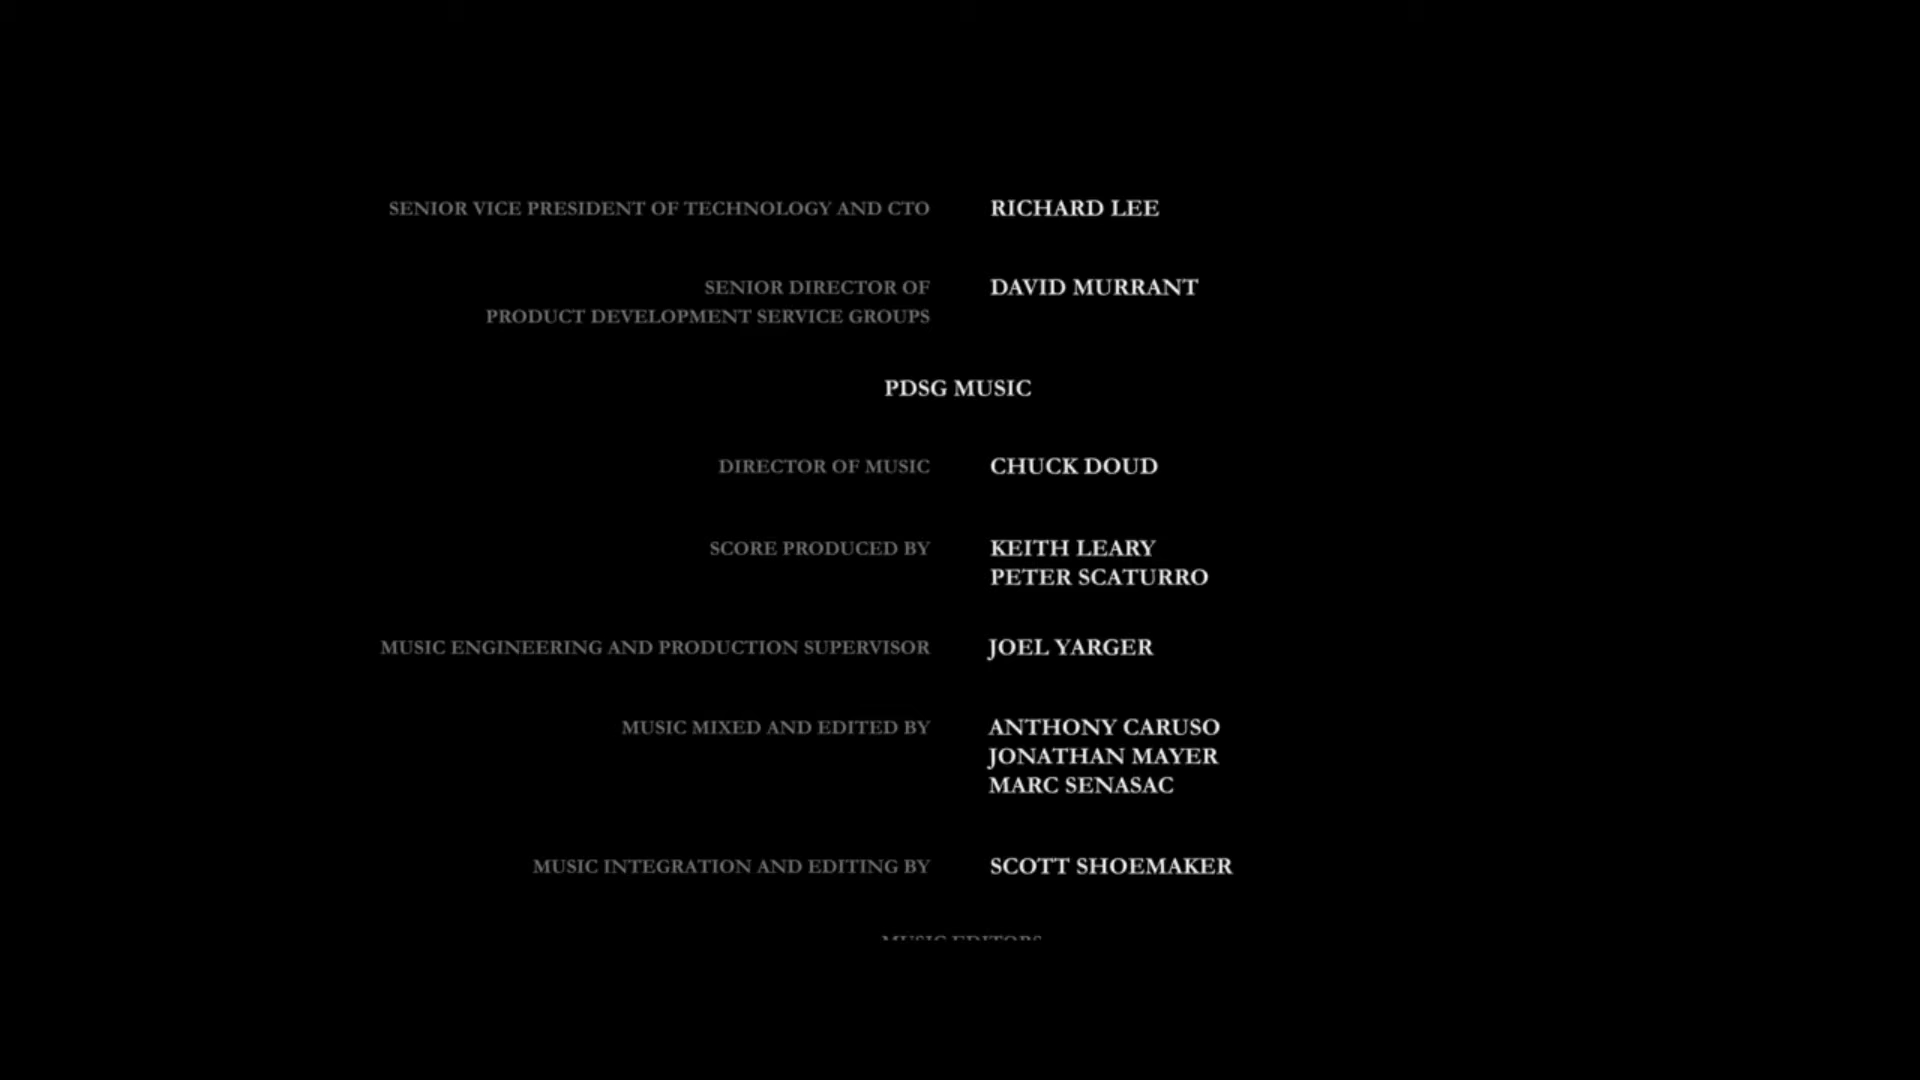 SENIOR VICE PRESIDENT OF TECHNOLOGY AND CTO RICHARD LEE
SENIOR DIRECTOR OF DAVID MURRANT
PRODUCT DEVELOPMENT SERVICE GROUPS
PDSG MUSIC
DIRECTOR OF MUSIC CHUCK DOUD
SCORE PRODUCED BY KEITH LEARY
PETER SCATURRO
MUSIC ENGINEERING AND PRODUCTION SUPERVISOR JOEL YARGER
MUSIC MIXED AND EDITED BY ANTHONY CARUSO
JONATHAN MAYER
MARC SENASAC
MUSIC INTEGRATION AND EDITING BY SCOTT SHOEMAKER
MUSIC EDITORS